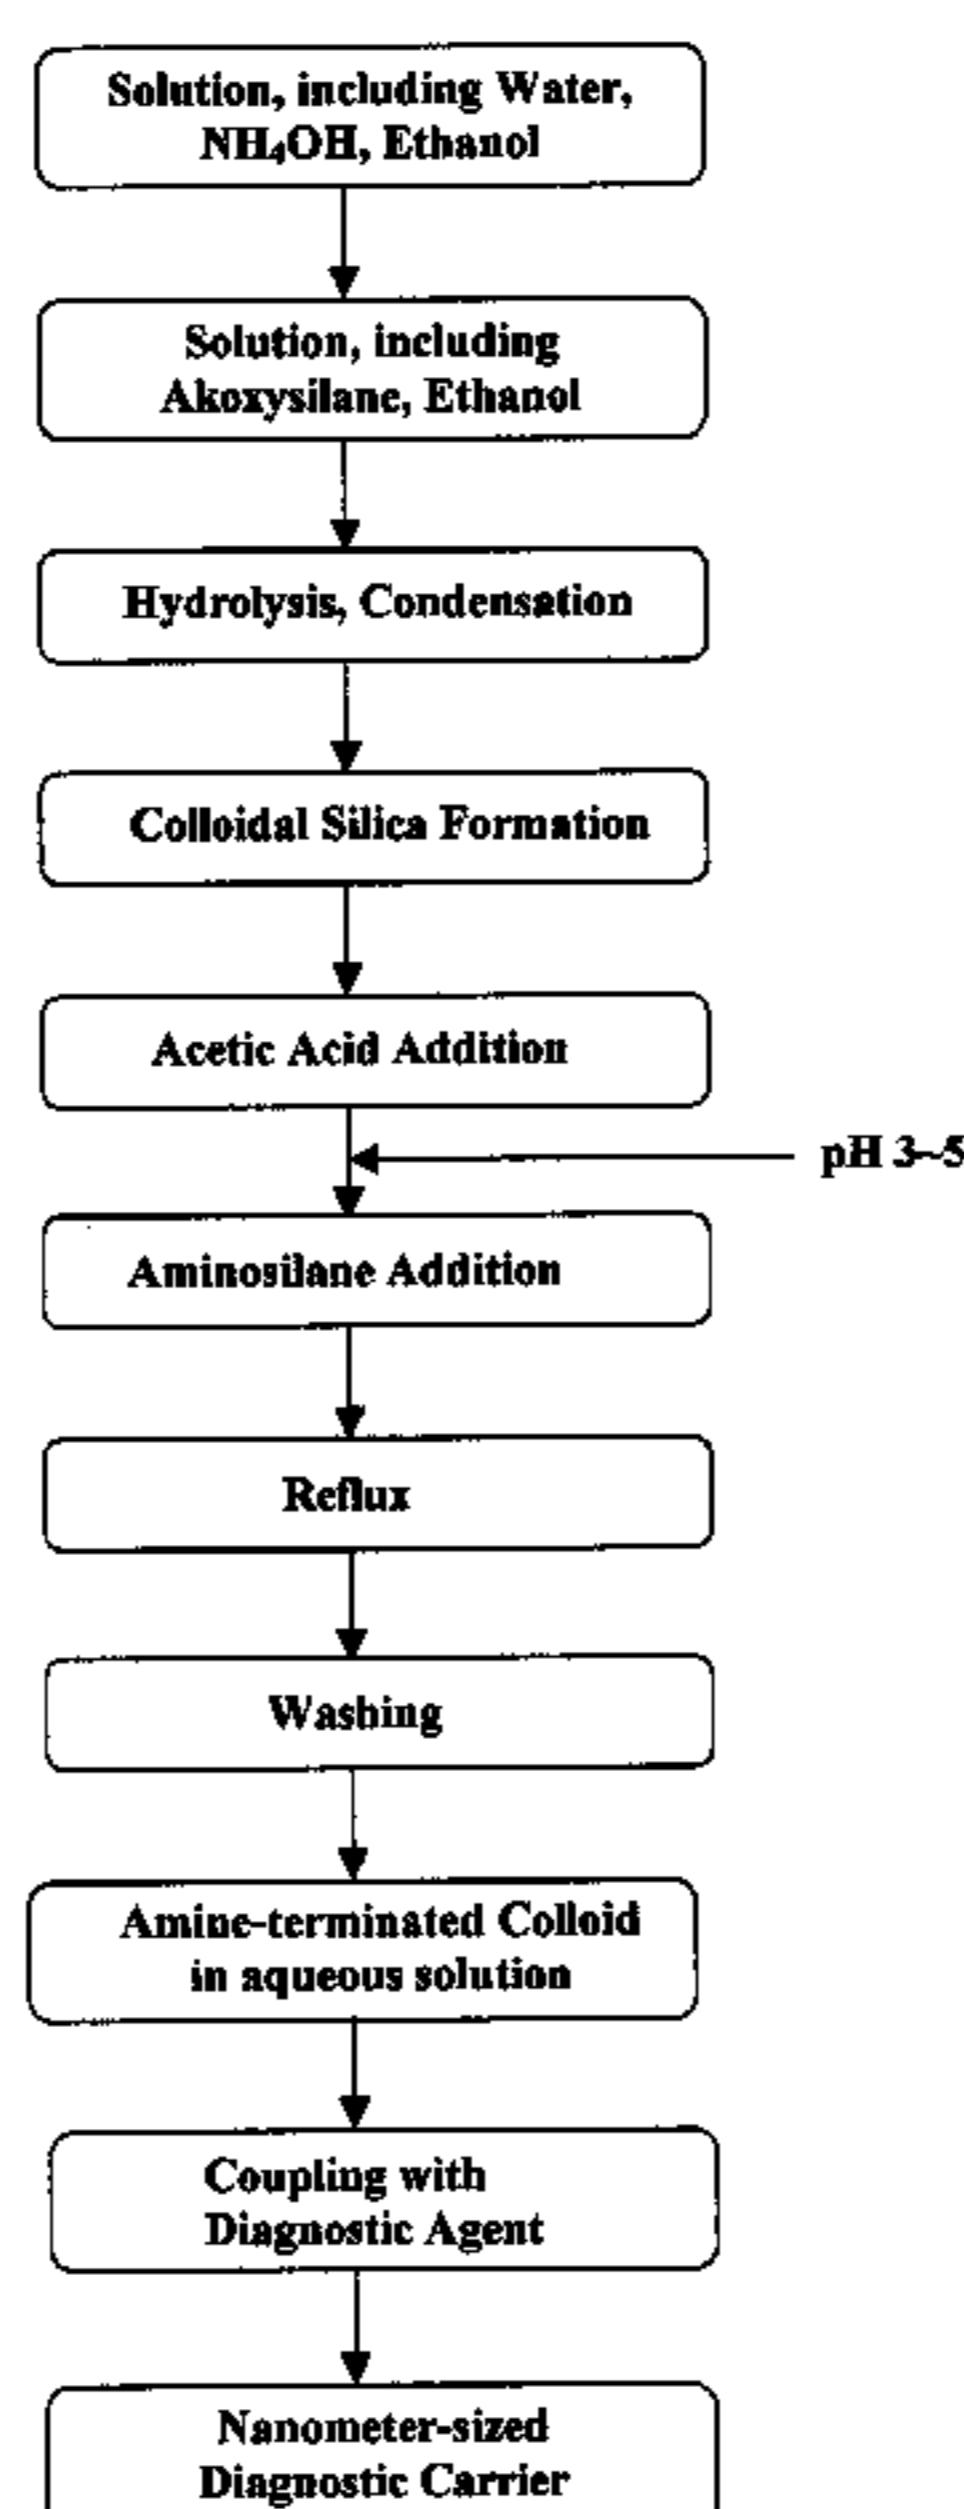 Solution, including Water,
NH₄OH, Ethanol
Solution, including
Akoxysilane, Ethanol
Hydrolysis, Condensation
Colloidal Silica Formation
Acetic Acid Addition
pH 3~5
Aminosilane Addition
Reflux
Washing
Amine-terminated Colloid
in aqueous solution
Coupling with
Diagnostic Agent
Nanometer-sized
Diagnostic Carrier